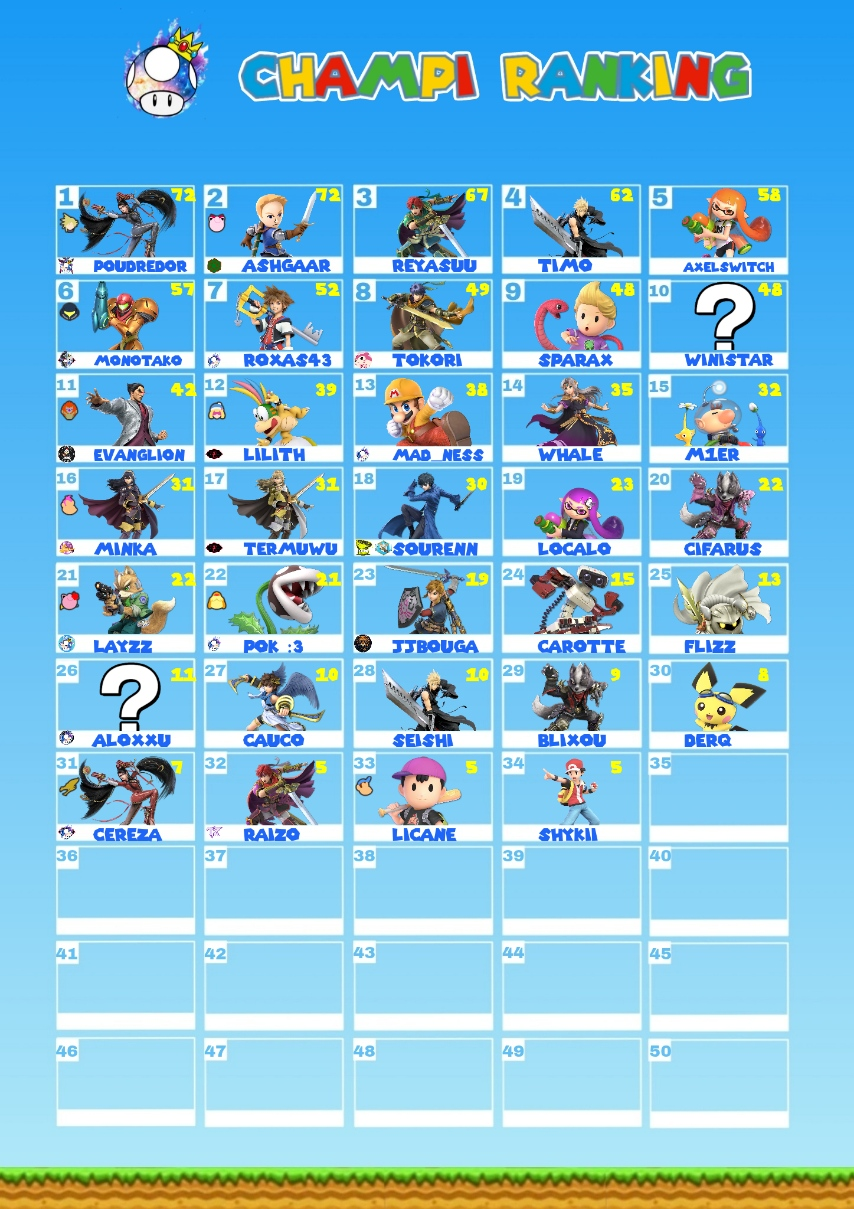 CHAMPI RANKING
1 72 2 72 3 67 4 62 5 58
POUDREDOR ASHGAAR REYASUU TIMO AXELSWITCH
6 57 7 52 8 49 9 48 10 48
MONOTAKO ROXAS43 TOKORI SPARAX WINISTAR
11 42 12 39 13 38 14 35 15 32
EVANGLION LILITH MAD_NESS WHALE M1ER
16 31 17 31 18 30 19 23 20 22
MINKA TERMUWU SOURENN LOCALO CIFARUS
21 22 22 21 23 19 24 15 25 13
LAYZZ POK :3 JJBOUGA CAROTTE FLIZZ
26 11 27 10 28 10 29 9 30 8
ALOXXU CAUCO SEISHI BLIXOU DERQ
31 7 32 5 33 5 34 5 35
CEREZA RAIZO LICANE SHYKII
36 37 38 39 40
41 42 43 44 45
46 47 48 49 50